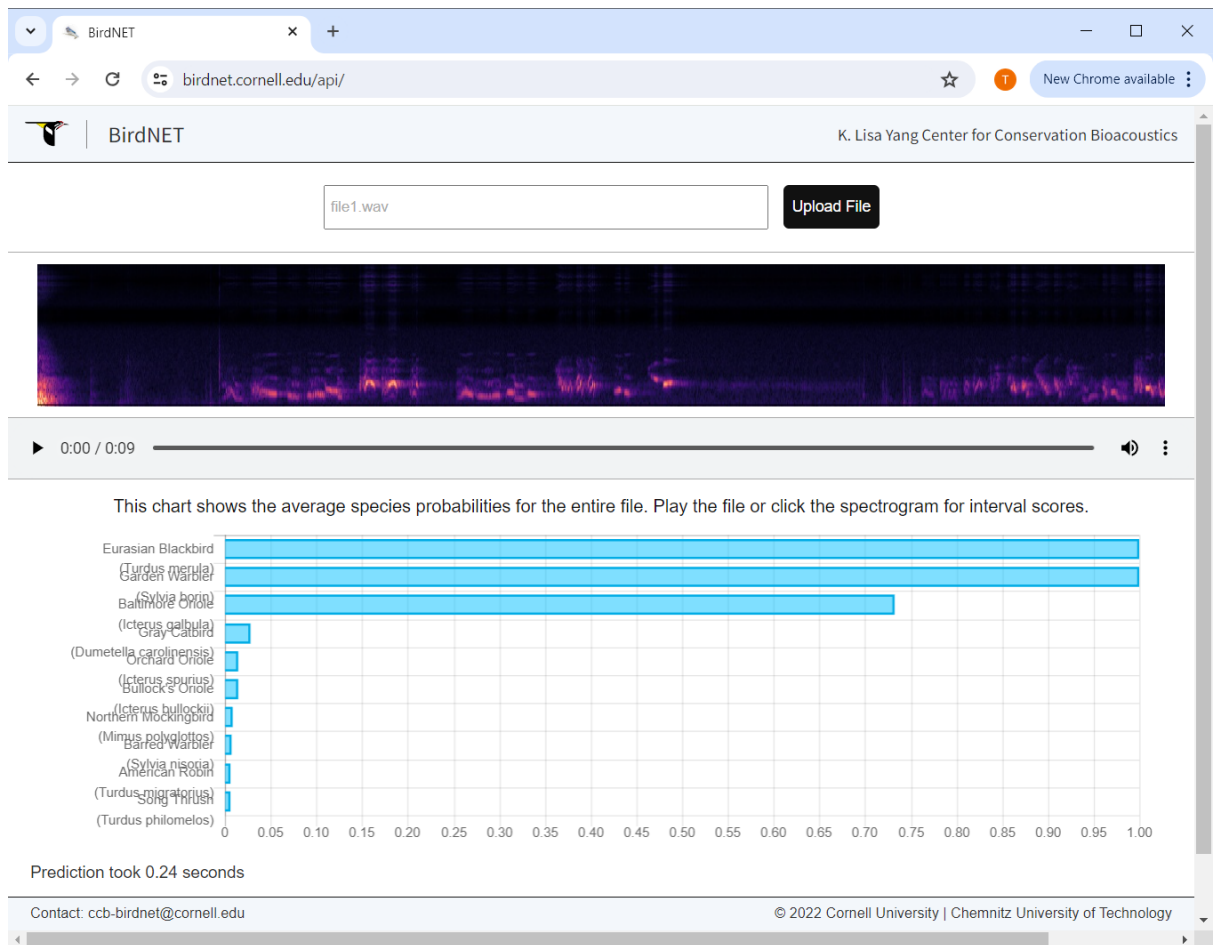 BirdNET
birdnet.cornell.edu/api/
T
New Chrome available
BirdNET
K. Lisa Yang Center for Conservation Bioacoustics
file1.wav
Upload File
0:00 / 0:09
This chart shows the average species probabilities for the entire file. Play the file or click the spectrogram for interval scores.
Eurasian Blackbird
(Turdus merula)
Garden Warbler
(Sylvia borin)
Baltimore Oriole
(Icterus galbula)
Gray Catbird
(Dumetella carolinensis)
Orchard Oriole
(Icterus spurius)
Bullock's Oriole
(Icterus bullockii)
Northern Mockingbird
(Mimus polyglottos)
Barred Warbler
(Sylvia nisoria)
American Robin
(Turdus migratorius)
Song Thrush
(Turdus philomelos)
0 0.05 0.10 0.15 0.20 0.25 0.30 0.35 0.40 0.45 0.50 0.55 0.60 0.65 0.70 0.75 0.80 0.85 0.90 0.95 1.00
Prediction took 0.24 seconds
Contact: ccb-birdnet@cornell.edu
© 2022 Cornell University | Chemnitz University of Technology